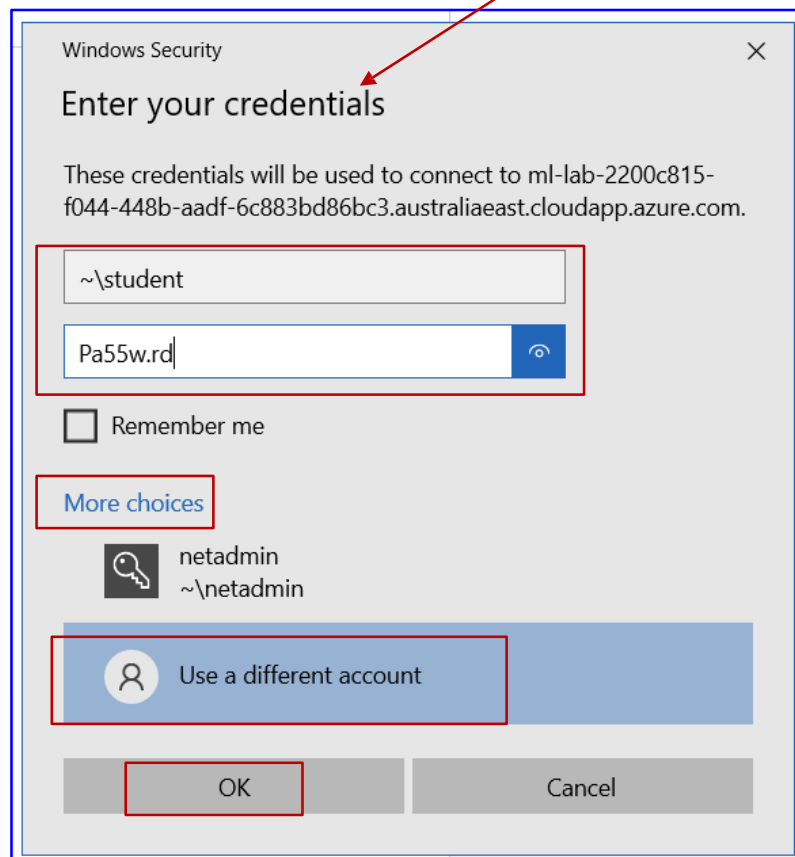 Windows Security
Enter your credentials
These credentials will be used to connect to ml-lab-2200c815-
f044-448b-aadf-6c883bd86bc3.australiaeast.cloudapp.azure.com.
~\student
Pa55w.rd
Remember me
More choices
netadmin
~\netadmin
Use a different account
OK
Cancel